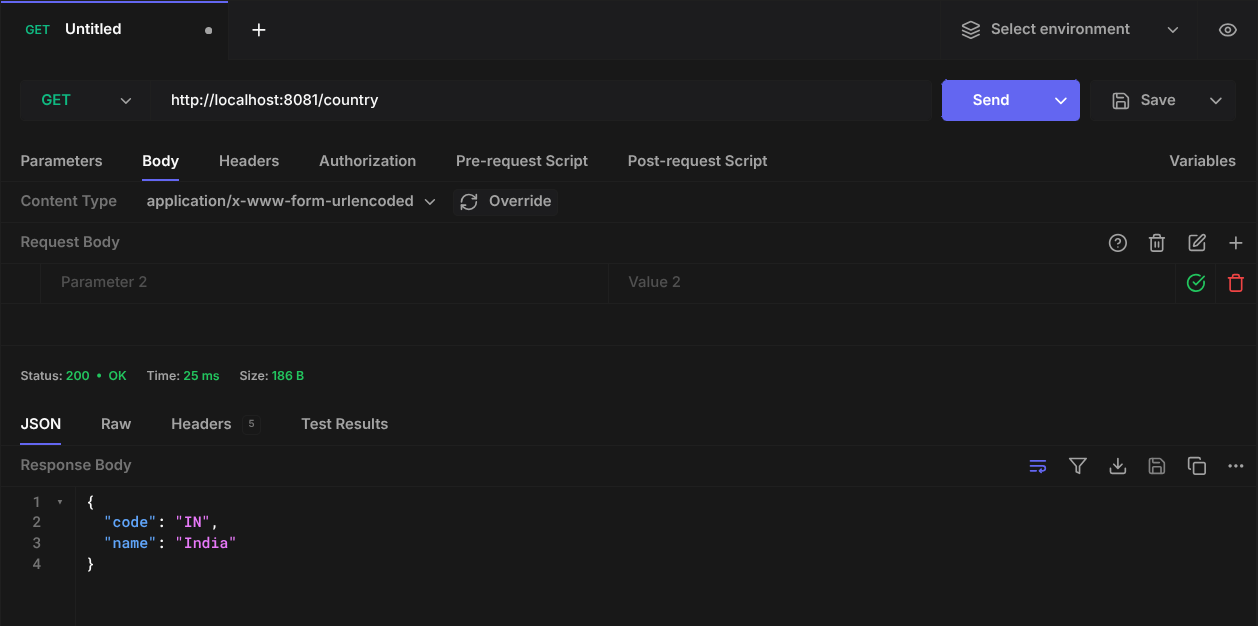 GET Untitled
Select environment
GET http://localhost:8081/country Send Save
Parameters Body Headers Authorization Pre-request Script Post-request Script Variables
Content Type application/x-www-form-urlencoded Override
Request Body
Parameter 2 Value 2
Status: 200 • OK Time: 25 ms Size: 186 B
JSON Raw Headers 5 Test Results
Response Body
1 {
2 "code": "IN",
3 "name": "India"
4 }